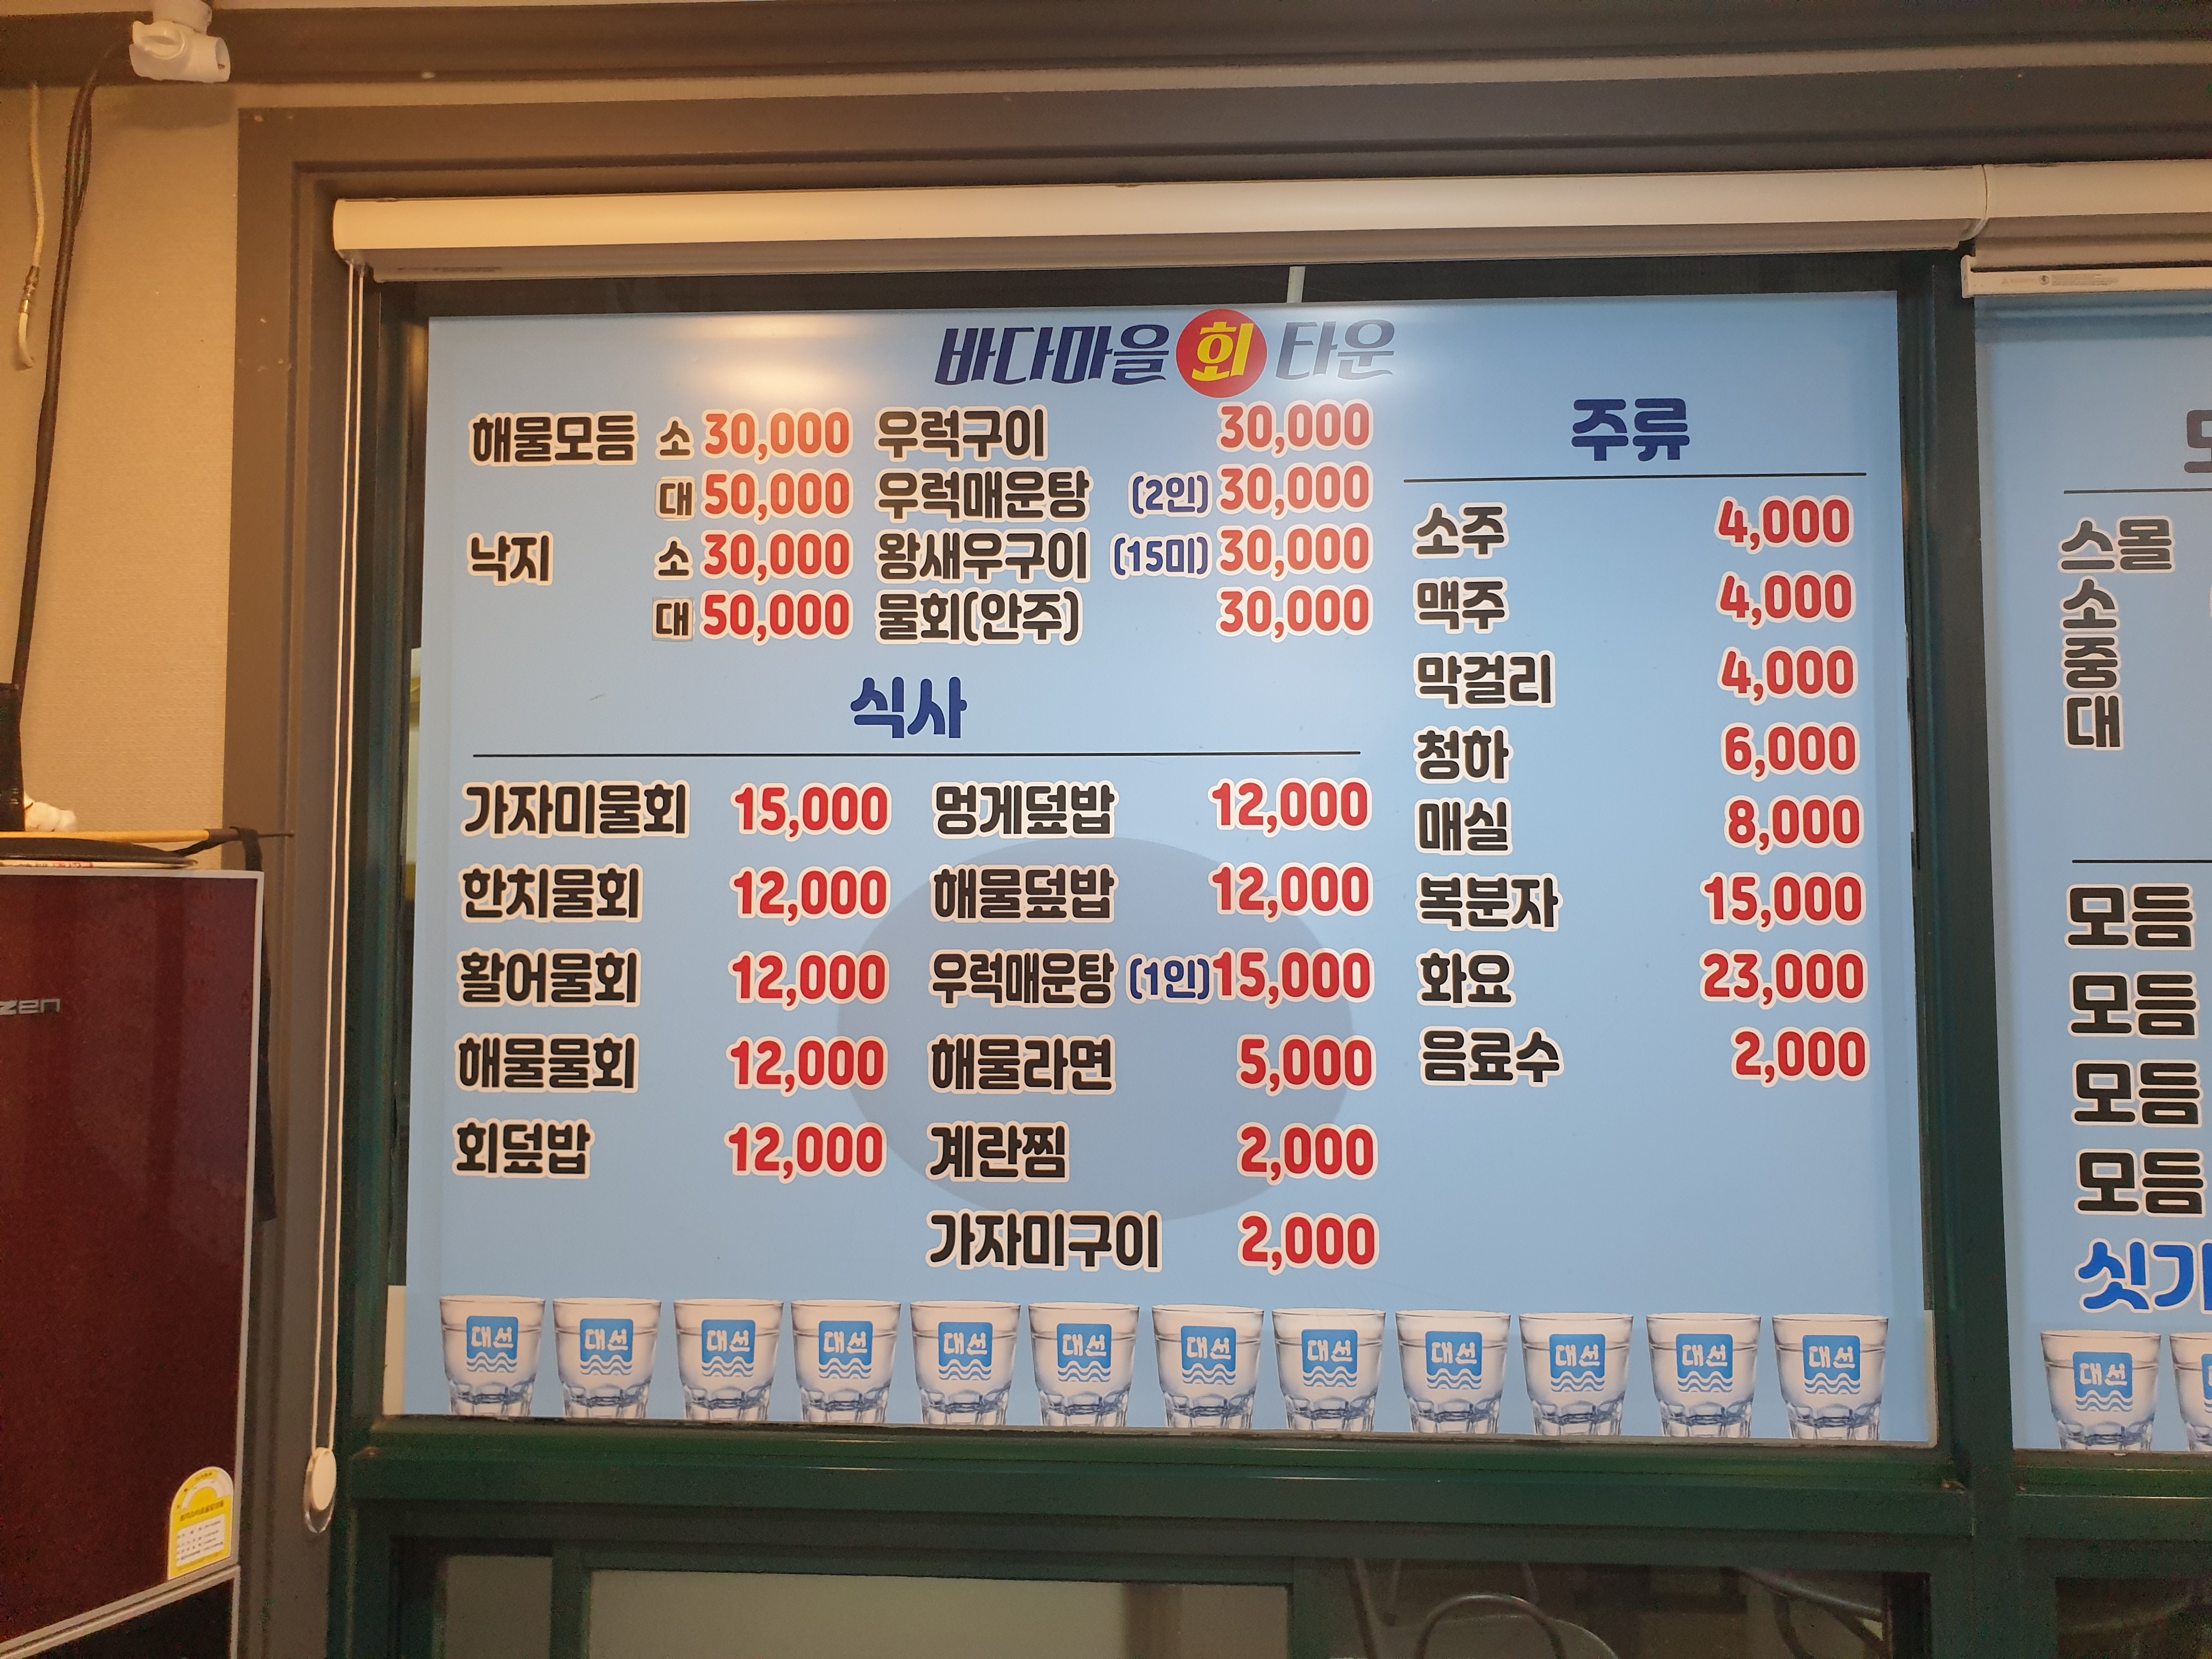 바다마을 회 타운
해물모듬 소 30,000 우럭구이 30,000
대 50,000 우럭매운탕 (2인) 30,000
낙지 소 30,000 왕새우구이 (15미) 30,000
대 50,000 물회(안주) 30,000
식사
가자미물회 15,000 멍게덮밥 12,000
한치물회 12,000 해물덮밥 12,000
활어물회 12,000 우럭매운탕 (1인) 15,000
해물물회 12,000 해물라면 5,000
회덮밥 12,000 계란찜 2,000
가자미구이 2,000
주류
소주 4,000
맥주 4,000
막걸리 4,000
청하 6,000
매실 8,000
복분자 15,000
화요 23,000
음료수 2,000
대선 대선 대선 대선 대선 대선 대선 대선 대선 대선 대선 대선
스몰
소
중
대
모듬
모듬
모듬
모듬
싯가
대선
zen